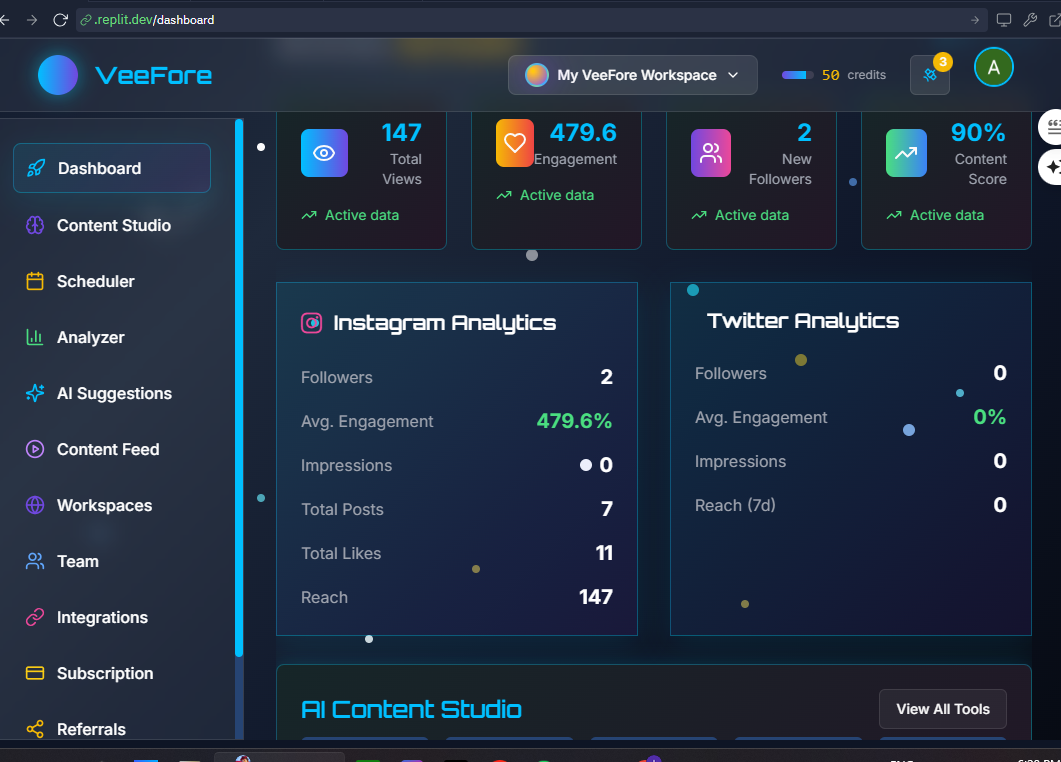 .replit.dev/dashboard
VeeFore
My VeeFore Workspace
50 credits
3
A
Dashboard
Content Studio
Scheduler
Analyzer
AI Suggestions
Content Feed
Workspaces
Team
Integrations
Subscription
Referrals
147
Total
Views
Active data
479.6
Engagement
Active data
2
New
Followers
Active data
90%
Content
Score
Active data
Instagram Analytics
Followers 2
Avg. Engagement 479.6%
Impressions 0
Total Posts 7
Total Likes 11
Reach 147
Twitter Analytics
Followers 0
Avg. Engagement 0%
Impressions 0
Reach (7d) 0
AI Content Studio
View All Tools